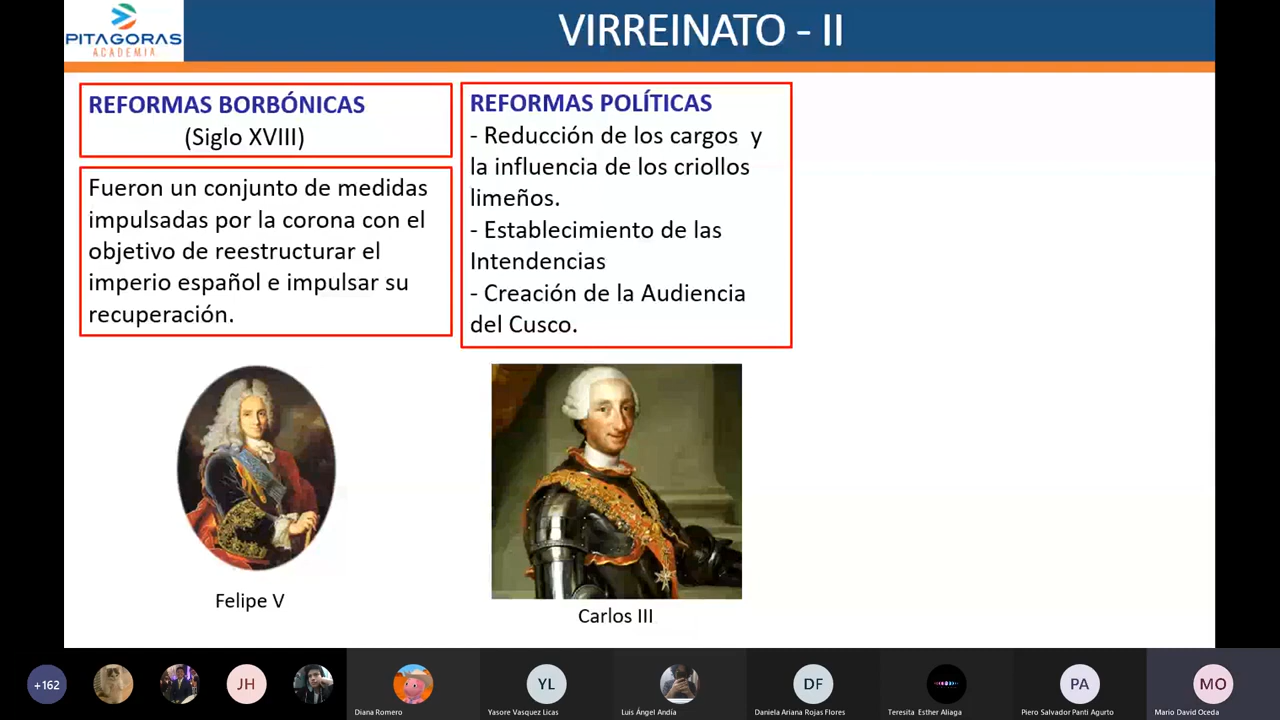 PITAGORAS
ACADEMIA
VIRREINATO - II
REFORMAS BORBÓNICAS
(Siglo XVIII)
Fueron un conjunto de medidas
impulsadas por la corona con el
objetivo de reestructurar el
imperio español e impulsar su
recuperación.
REFORMAS POLÍTICAS
- Reducción de los cargos y
la influencia de los criollos
limeños.
- Establecimiento de las
Intendencias
- Creación de la Audiencia
del Cusco.
Felipe V
Carlos III
+162
JH
YL
DF
PA
MO
Diana Romero
Yasore Vasquez Licas
Luis Ángel Andía
Daniela Ariana Rojas Flores
Teresita Esther Aliaga
Piero Salvador Panti Agurto
Mario David Oceda